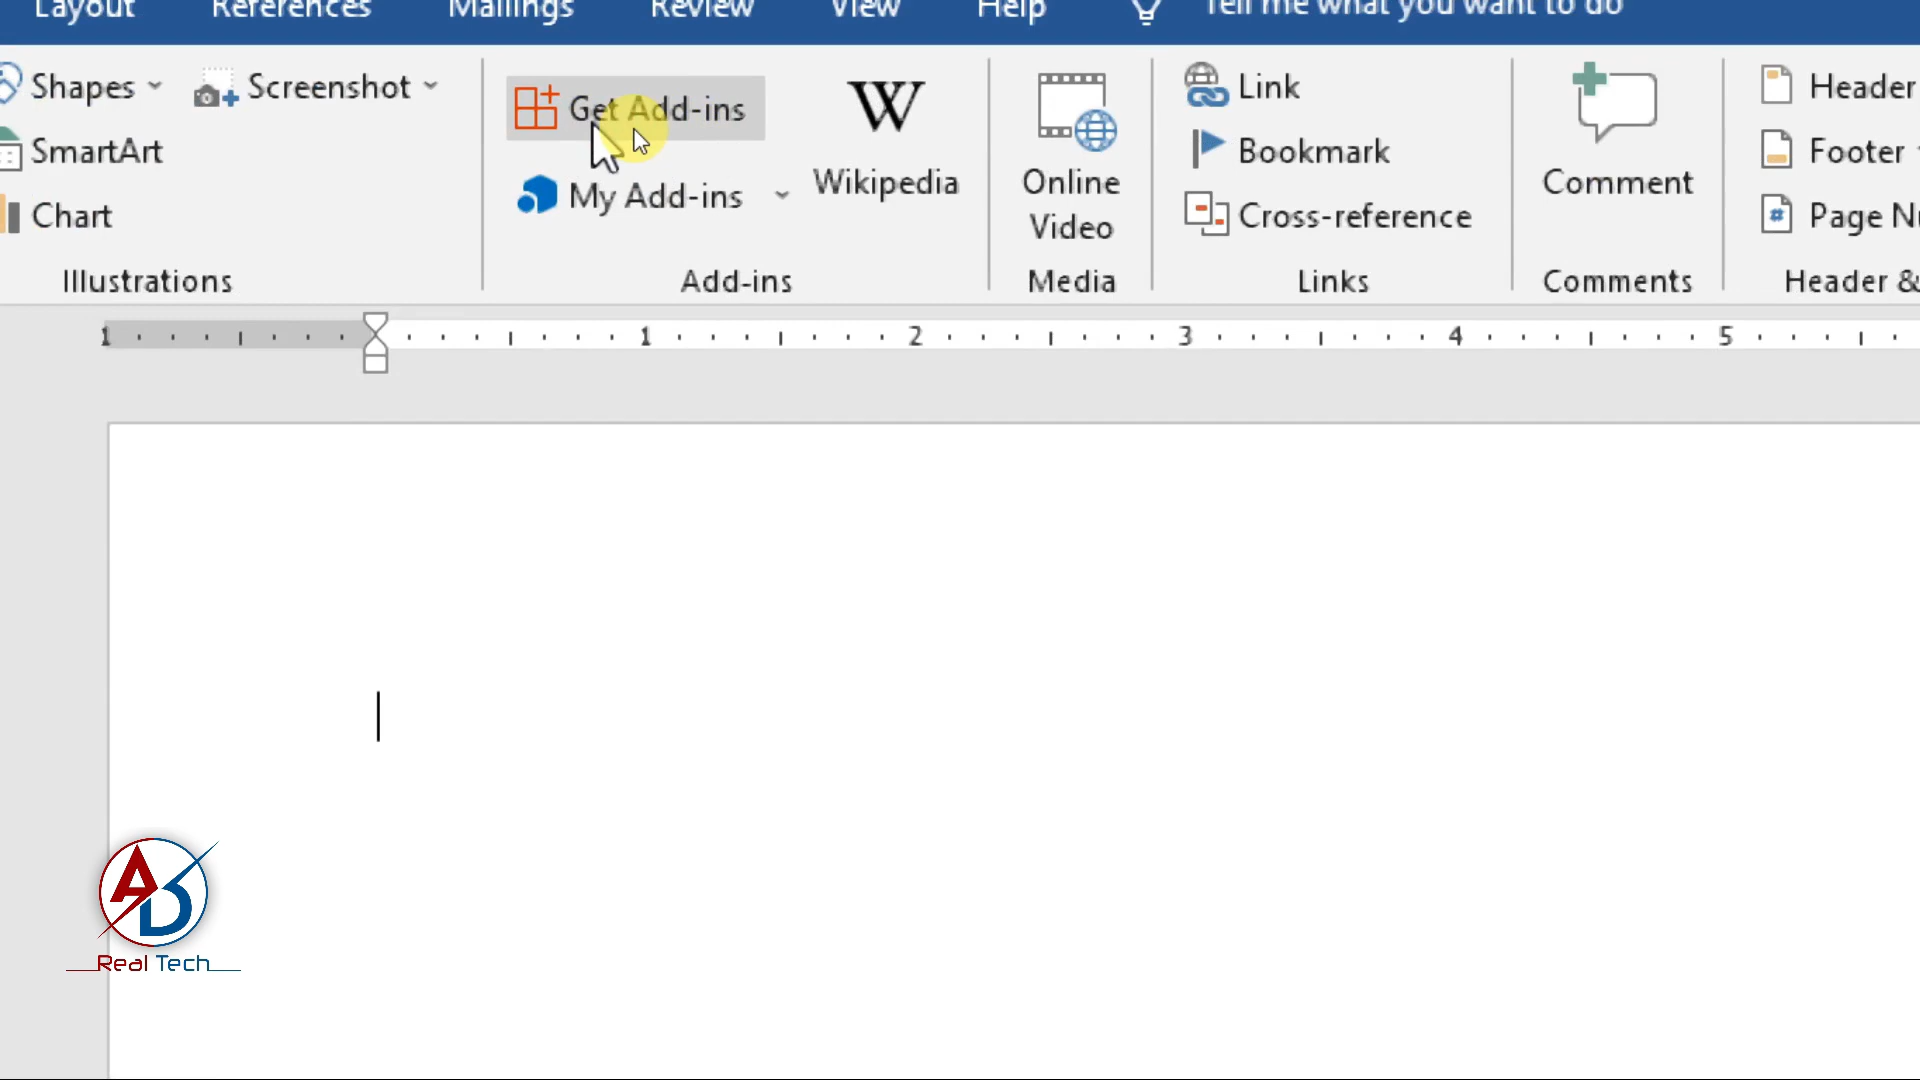 Layout References Mailings Review View Help Tell me what you want to do
Shapes Screenshot Get Add-ins Link Header
SmartArt My Add-ins Wikipedia Online Video Bookmark Comment Footer
Chart Cross-reference Page
Illustrations Add-ins Media Links Comments Header &
1 1 2 3 4 5
AD
Real Tech